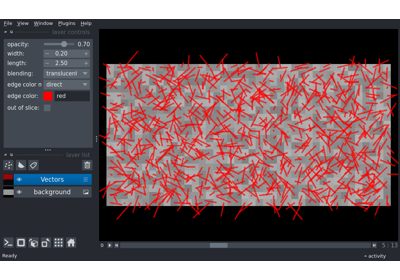 File View Plugins Window Help
layer controls
opacity: 0.70
width: 0.20
length: 2.50
blending: translucent
edge color m direct
edge color: red
out of slice:
layer list
Vectors
background
0 5 13
Ready activity